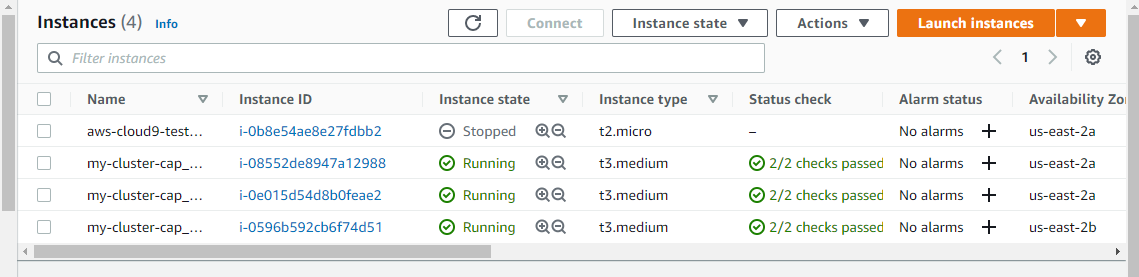 Instances (4) Info Connect Instance state Actions Launch instances
Filter instances 1
Name Instance ID Instance state Instance type Status check Alarm status Availability Zo
aws-cloud9-test... i-0b8e54ae8e27fdbb2 Stopped t2.micro – No alarms + us-east-2a
my-cluster-cap_... i-08552de8947a12988 Running t3.medium 2/2 checks passed No alarms + us-east-2a
my-cluster-cap_... i-0e015d54d8b0feae2 Running t3.medium 2/2 checks passed No alarms + us-east-2a
my-cluster-cap_... i-0596b592cb6f74d51 Running t3.medium 2/2 checks passed No alarms + us-east-2b